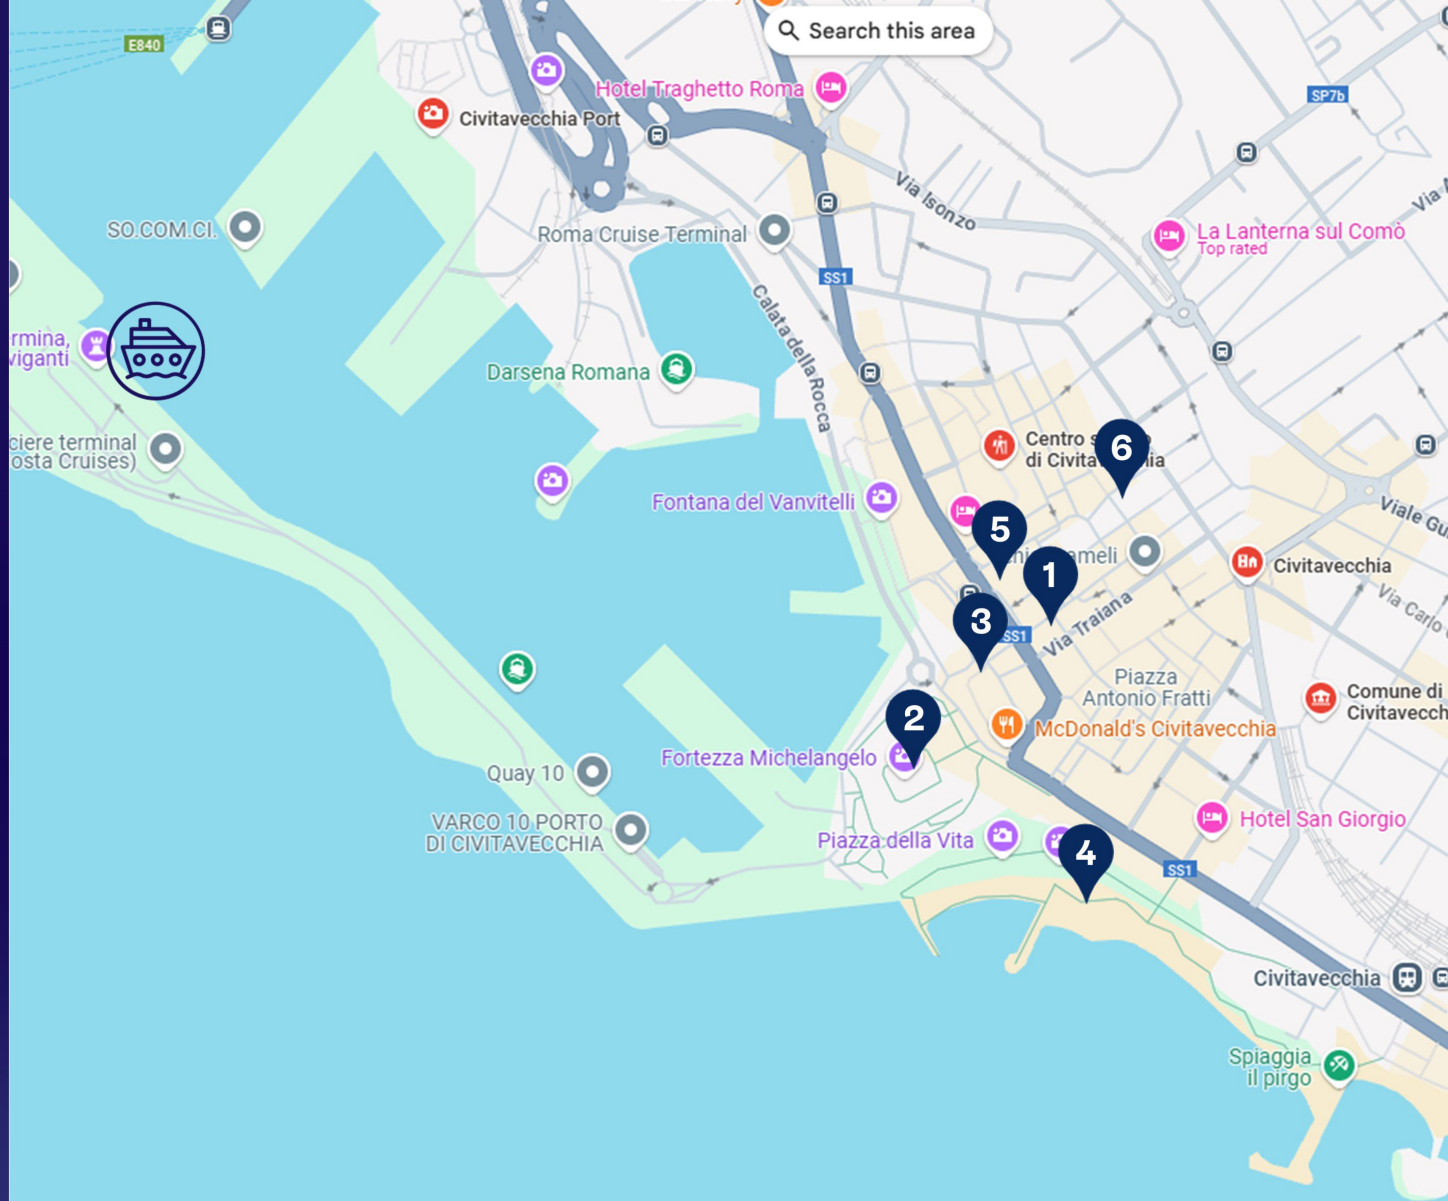 Search this area
E840
Hotel Traghetto Roma
SP7b
Civitavecchia Port
Via Isonzo
SO.COM.CI.
Roma Cruise Terminal
La Lanterna sul Comò
Top rated
SS1
Calata della Rocca
rmina,
viganti
Darsena Romana
ciere terminal
osta Cruises)
Centro s
di Civita
ia
6
Fontana del Vanvitelli
Viale Gu
5
ameli
1
Civitavecchia
Via Carlo
3
SS1
Via Traiana
Piazza
Antonio Fratti
Comune di
Civitavecch
2
McDonald's Civitavecchia
Fortezza Michelangelo
Quay 10
VARCO 10 PORTO
DI CIVITAVECCHIA
Hotel San Giorgio
Piazza della Vita
4
SS1
Civitavecchia
Spiaggia
il pirgo